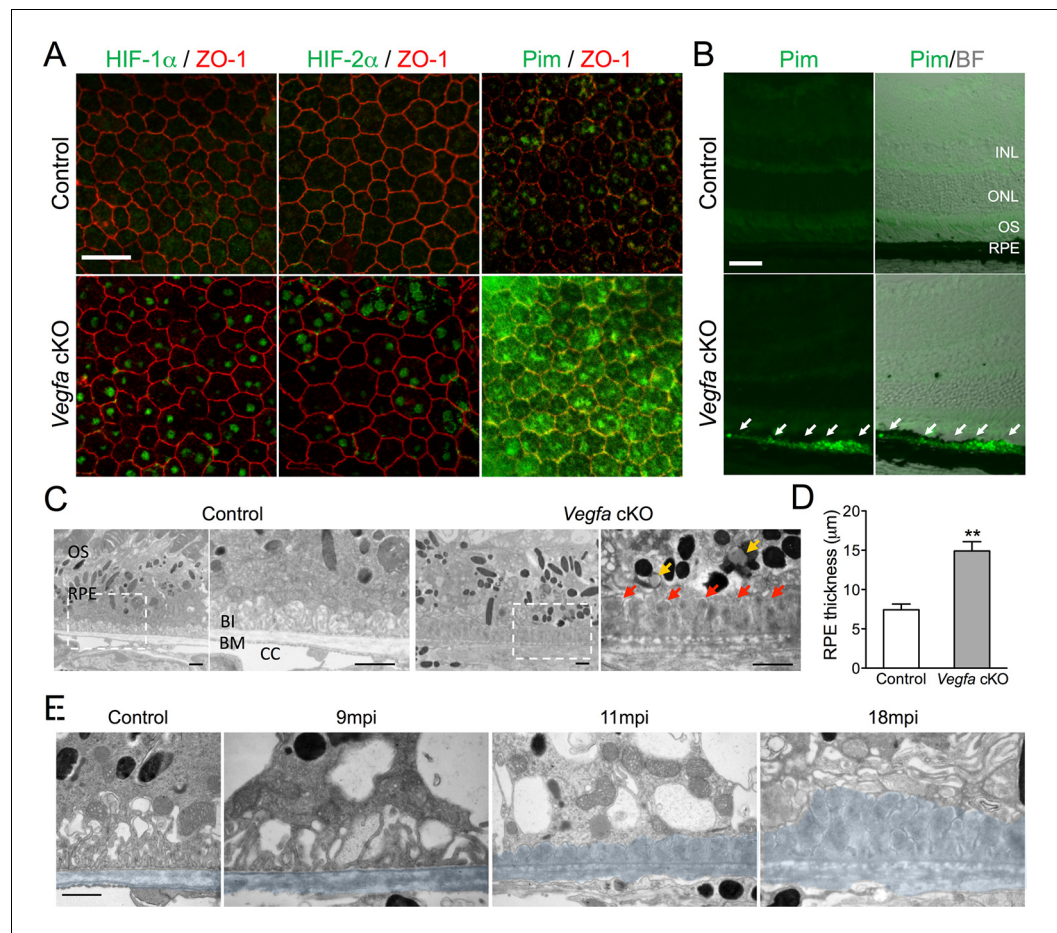 A
HIF-1α / ZO-1
HIF-2α / ZO-1
Pim / ZO-1
Control
Vegfa cKO
B
Pim
Pim/BF
Control
INL
ONL
OS
RPE
Vegfa cKO
C
Control
Vegfa cKO
OS
RPE
BI
BM
CC
D
RPE thickness (μm)
20
15
10
5
0
**
Control
Vegfa cKO
E
Control
9mpi
11mpi
18mpi